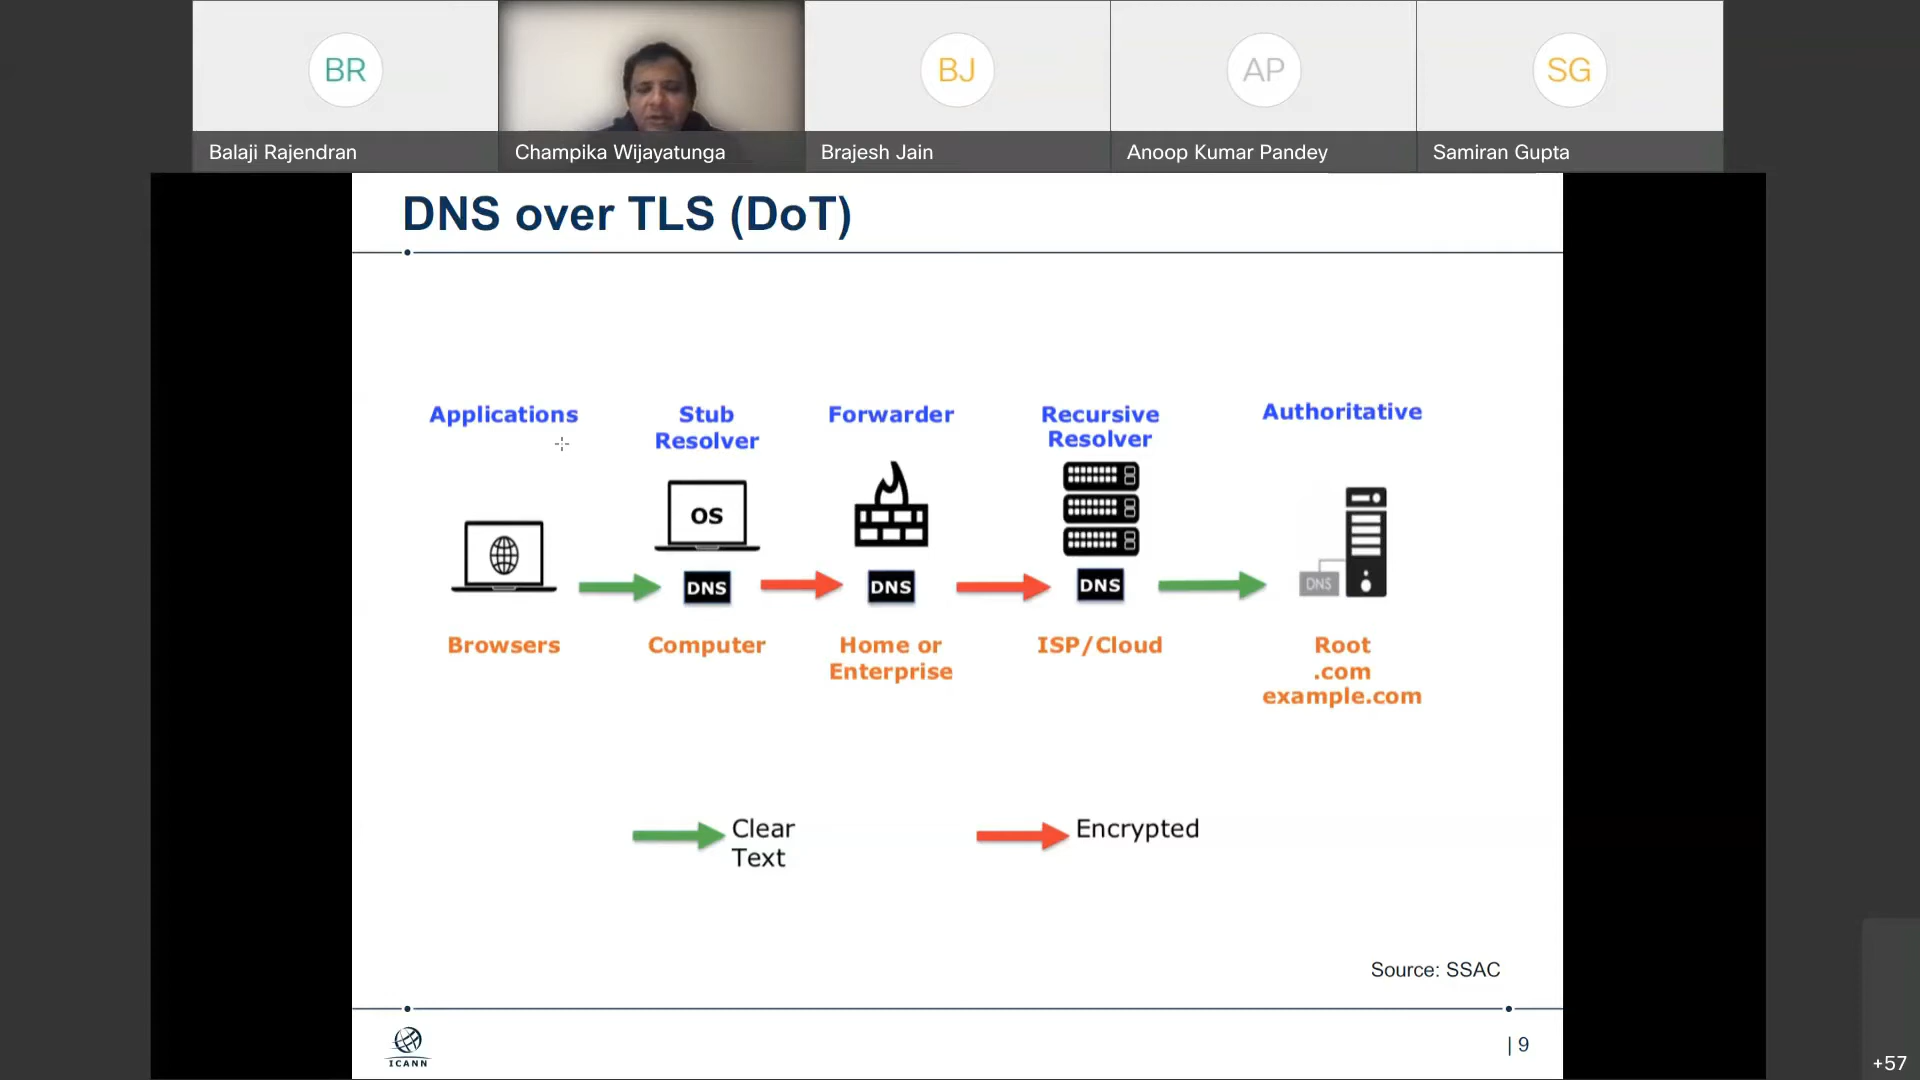 BR
BJ
AP
SG
Balaji Rajendran
Champika Wijayatunga
Brajesh Jain
Anoop Kumar Pandey
Samiran Gupta
DNS over TLS (DoT)
Applications
Stub
Resolver
Forwarder
Recursive
Resolver
Authoritative
OS
DNS
DNS
DNS
DNS
Browsers
Computer
Home or
Enterprise
ISP/Cloud
Root
.com
example.com
Clear
Text
Encrypted
Source: SSAC
ICANN
| 9
+57